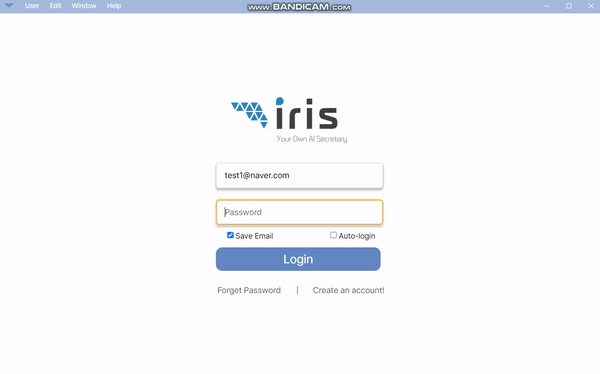 User Edit Window Help
www.BANDICAM.com
iris
Your Own AI Secretary
test1@naver.com
Password
Save Email Auto-login
Login
Forget Password | Create an account!